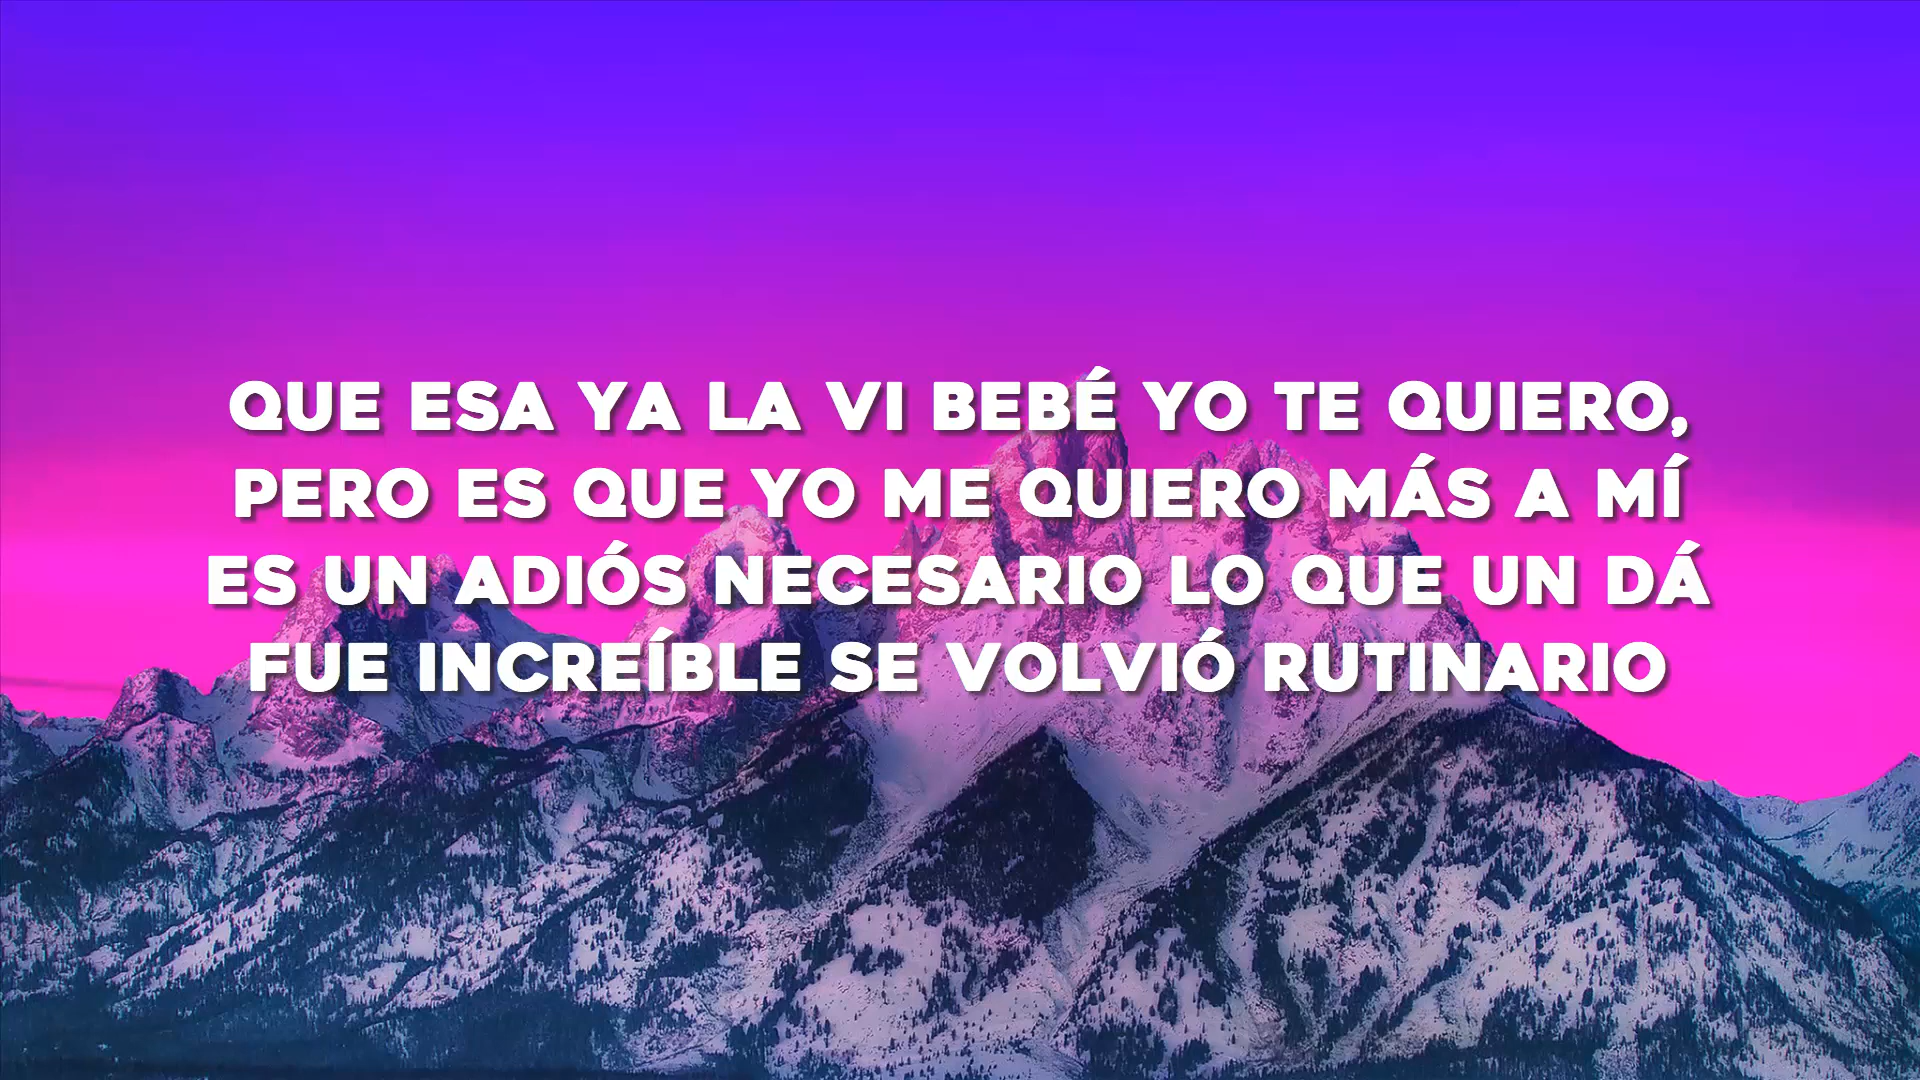 QUE ESA YA LA VI BEBÉ YO TE QUIERO,
PERO ES QUE YO ME QUIERO MÁS A MÍ
ES UN ADIÓS NECESARIO LO QUE UN DÁ
FUE INCREÍBLE SE VOLVIÓ RUTINARIO